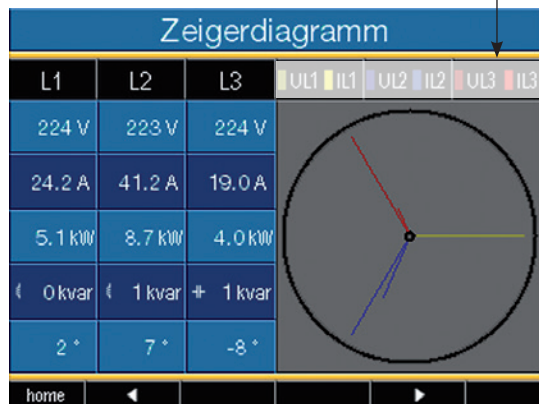 Zeigerdiagramm
L1 L2 L3 UL1 IL1 UL2 IL2 UL3 IL3
224 V 223 V 224 V
24.2 A 41.2 A 19.0 A
5.1 kW 8.7 kW 4.0 kW
0 kvar 1 kvar 1 kvar
2 ° 7 ° -8 °
home